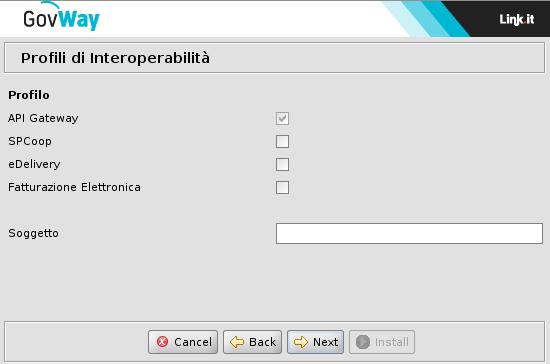 GovWay
Link.it
Profili di Interoperabilità
Profilo
API Gateway
SPCoop
eDelivery
Fatturazione Elettronica
Soggetto
Cancel
Back
Next
Install